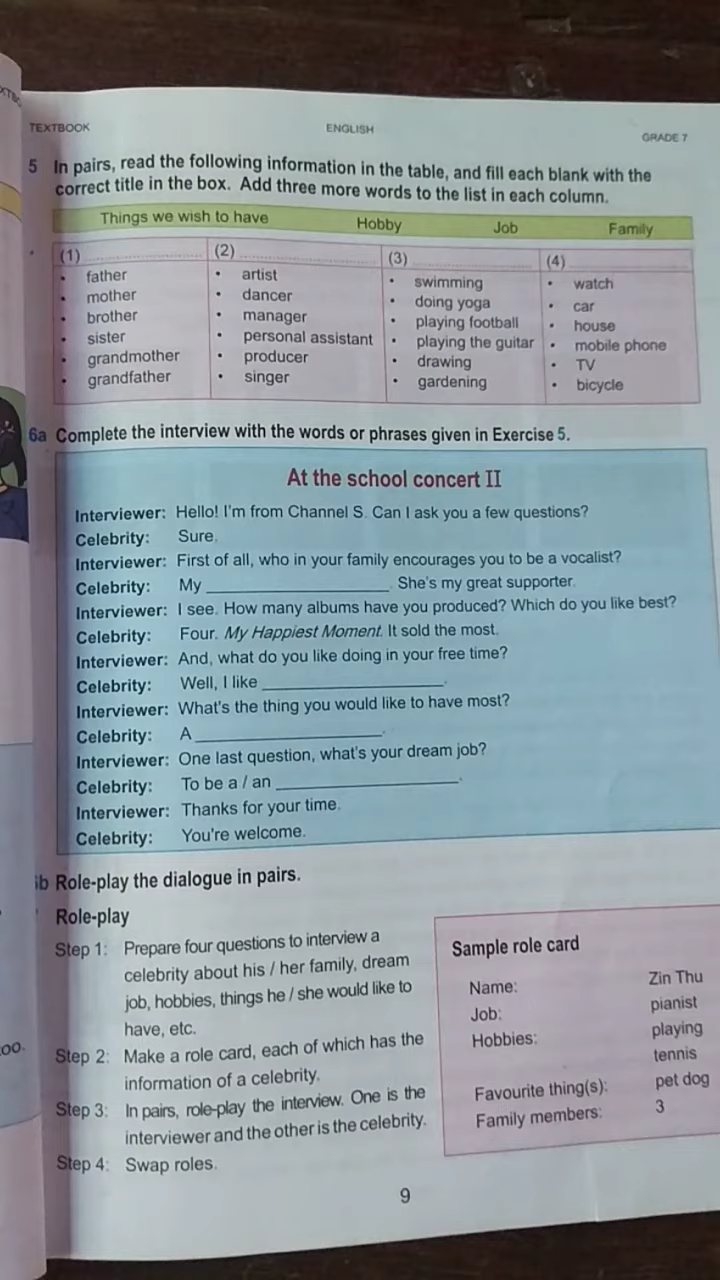 TEXTBOOK ENGLISH GRADE 7
5 In pairs, read the following information in the table, and fill each blank with the
correct title in the box. Add three more words to the list in each column.
Things we wish to have Hobby Job Family
(1) (2) (3) (4)
• father • artist • swimming • watch
• mother • dancer • doing yoga • car
• brother • manager • playing football • house
• sister • personal assistant • playing the guitar • mobile phone
• grandmother • producer • drawing • TV
• grandfather • singer • gardening • bicycle
6a Complete the interview with the words or phrases given in Exercise 5.
At the school concert II
Interviewer: Hello! I'm from Channel S. Can I ask you a few questions?
Celebrity: Sure.
Interviewer: First of all, who in your family encourages you to be a vocalist?
Celebrity: My ____________. She's my great supporter.
Interviewer: I see. How many albums have you produced? Which do you like best?
Celebrity: Four. My Happiest Moment. It sold the most.
Interviewer: And, what do you like doing in your free time?
Celebrity: Well, I like ____________.
Interviewer: What's the thing you would like to have most?
Celebrity: A ____________.
Interviewer: One last question, what's your dream job?
Celebrity: To be a / an ____________.
Interviewer: Thanks for your time.
Celebrity: You're welcome.
b Role-play the dialogue in pairs.
Role-play
Step 1: Prepare four questions to interview a
celebrity about his / her family, dream
job, hobbies, things he / she would like to
have, etc.
Step 2: Make a role card, each of which has the
information of a celebrity.
Step 3: In pairs, role-play the interview. One is the
interviewer and the other is the celebrity.
Step 4: Swap roles.
Sample role card
Name: Zin Thu
Job: pianist
Hobbies: playing
tennis
Favourite thing(s): pet dog
Family members: 3
9